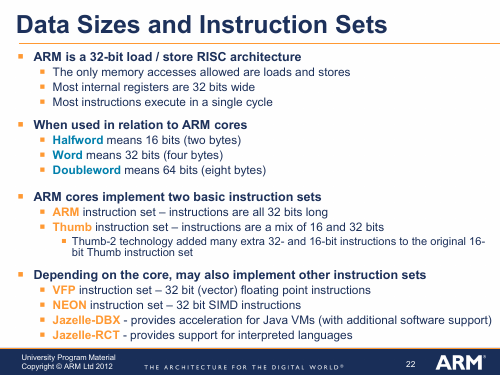 Data Sizes and Instruction Sets
ARM is a 32-bit load / store RISC architecture
The only memory accesses allowed are loads and stores
Most internal registers are 32 bits wide
Most instructions execute in a single cycle
When used in relation to ARM cores
Halfword means 16 bits (two bytes)
Word means 32 bits (four bytes)
Doubleword means 64 bits (eight bytes)
ARM cores implement two basic instruction sets
ARM instruction set – instructions are all 32 bits long
Thumb instruction set – instructions are a mix of 16 and 32 bits
Thumb-2 technology added many extra 32- and 16-bit instructions to the original 16-
bit Thumb instruction set
Depending on the core, may also implement other instruction sets
VFP instruction set – 32 bit (vector) floating point instructions
NEON instruction set – 32 bit SIMD instructions
Jazelle-DBX - provides acceleration for Java VMs (with additional software support)
Jazelle-RCT - provides support for interpreted languages
University Program Material
Copyright © ARM Ltd 2012
THE ARCHITECTURE FOR THE DIGITAL WORLD®
22
ARM®